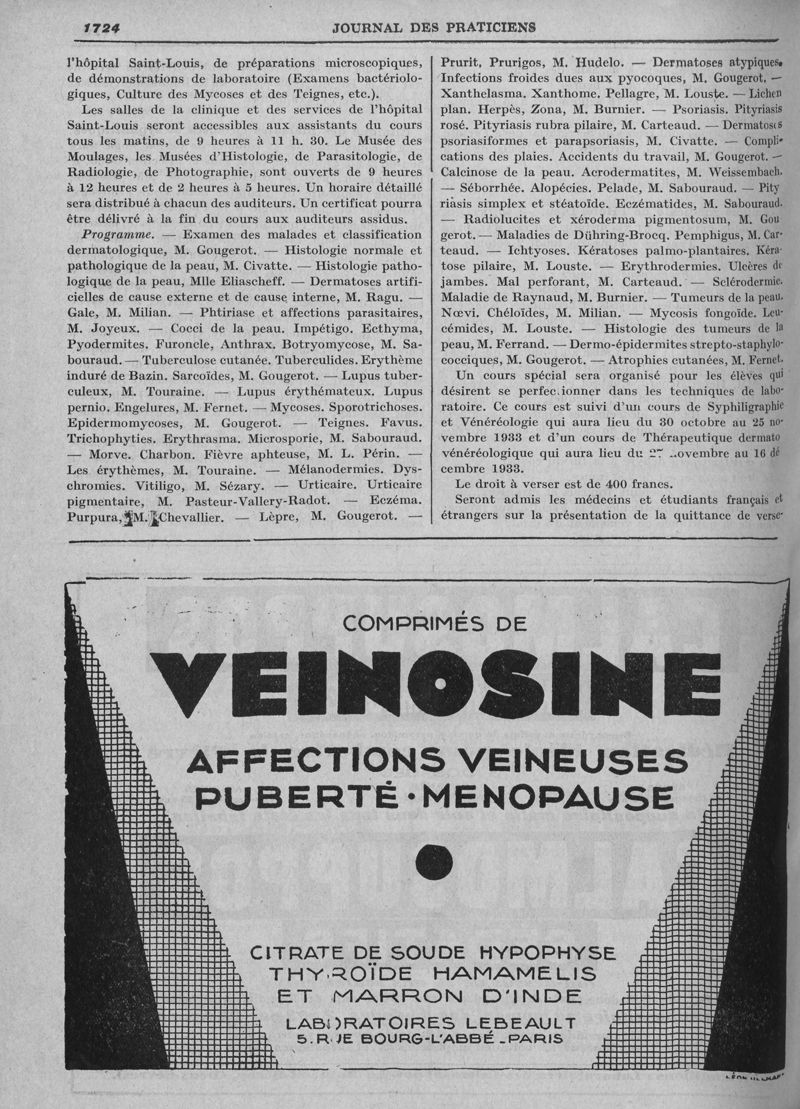 1724
JOURNAL DES PRATICIENS
l'hôpital Saint-Louis, de préparations microscopiques,
de démonstrations de laboratoire (Examens bactériolo-
giques, Culture des Mycoses et des Teignes, etc.).
Les salles de la clinique et des services de l'hôpital
Saint-Louis seront accessibles aux assistants du cours
tous les matins, de 9 heures à 11 h. 30. Le Musée des
Moulages, les Musées d'Histologie, de Parasitologie, de
Radiologie, de Photographie, sont ouverts de 9 heures
à 12 heures et de 2 heures à 5 heures. Un horaire détaillé
sera distribué à chacun des auditeurs. Un certificat pourra
être délivré à la fin du cours aux auditeurs assidus.
Programme. — Examen des malades et classification
dermatologique, M. Gougerot. — Histologie normale et
pathologique de la peau, M. Civatte. — Histologie patho-
logique de la peau, Mlle Eliascheff. — Dermatoses artifi-
cielles de cause externe et de cause interne, M. Ragu. —
Gale, M. Milian. — Phtiriase et affections parasitaires,
M. Joyeux. — Cocci de la peau. Impétigo. Ecthyma,
Pyodermites. Furoncle, Anthrax. Botryomycose, M. Sa-
bouraud. — Tuberculose cutanée. Tuberculides. Erythème
induré de Bazin. Sarcoïdes, M. Gougerot. — Lupus tuber-
culeux, M. Touraine. — Lupus érythémateux. Lupus
pernio. Engelures, M. Fernet. — Mycoses. Sporotrichoses.
Epidermomycoses, M. Gougerot. — Teignes. Favus.
Trichophyties. Erythrasma. Microsporie, M. Sabouraud.
— Morve. Charbon. Fièvre aphteuse, M. L. Périn. —
Les érythèmes, M. Touraine. — Mélanodermies. Dys-
chromies. Vitiligo, M. Sézary. — Urticaire. Urticaire
pigmentaire, M. Pasteur-Vallery-Radot. — Eczéma.
Purpura, M. Chevallier. — Lèpre, M. Gougerot. —
Prurit, Prurigos, M. Hudelo. — Dermatoses atypiques.
Infections froides dues aux pyocoques, M. Gougerot. —
Xanthelasma. Xanthome. Pellagre, M. Louste. — Lichen
plan. Herpès, Zona, M. Burnier. — Psoriasis. Pityriasis
rosé. Pityriasis rubra pilaire, M. Carteaud. — Dermatoses
psoriasiformes et parapsoriasis, M. Civatte. — Compli-
cations des plaies. Accidents du travail, M. Gougerot. —
Calcinose de la peau. Acrodermatites, M. Weissembach.
— Séborrhée. Alopécies. Pelade, M. Sabouraud. — Pity
riasis simplex et stéatoïde. Eczématides, M. Sabouraud.
— Radiolucites et xéroderma pigmentosum, M. Gou
gerot. — Maladies de Dühring-Brocq. Pemphigus, M. Car-
teaud. — Ichtyoses. Kératoses palmo-plantaires. Kéra-
tose pilaire, M. Louste. — Erythrodermies. Ulcères de
jambes. Mal perforant, M. Carteaud. — Sclérodermie.
Maladie de Raynaud, M. Burnier. — Tumeurs de la peau.
Nœvi. Chéloïdes, M. Milian. — Mycosis fongoïde. Leu-
cémides, M. Louste. — Histologie des tumeurs de la
peau, M. Ferrand. — Dermo-épidermites strepto-staphylo-
cocciques, M. Gougerot. — Atrophies cutanées, M. Fernet.
Un cours spécial sera organisé pour les élèves qui
désirent se perfec.ionner dans les techniques de labo-
ratoire. Ce cours est suivi d'un cours de Syphiligraphie
et Vénéréologie qui aura lieu du 30 octobre au 25 no-
vembre 1933 et d'un cours de Thérapeutique dermato
vénéréologique qui aura lieu du 27 .ovembre au 16 dé
cembre 1933.
Le droit à verser est de 400 francs.
Seront admis les médecins et étudiants français et
étrangers sur la présentation de la quittance de verse-
COMPRIMÉS DE
VEINOSINE
AFFECTIONS VEINEUSES
PUBERTÉ · MENOPAUSE
CITRATE DE SOUDE HYPOPHYSE
THYROÏDE HAMAMELIS
ET MARRON D'INDE
LABORATOIRES LEBEAULT
5. RUE BOURG-L'ABBÉ _ PARIS